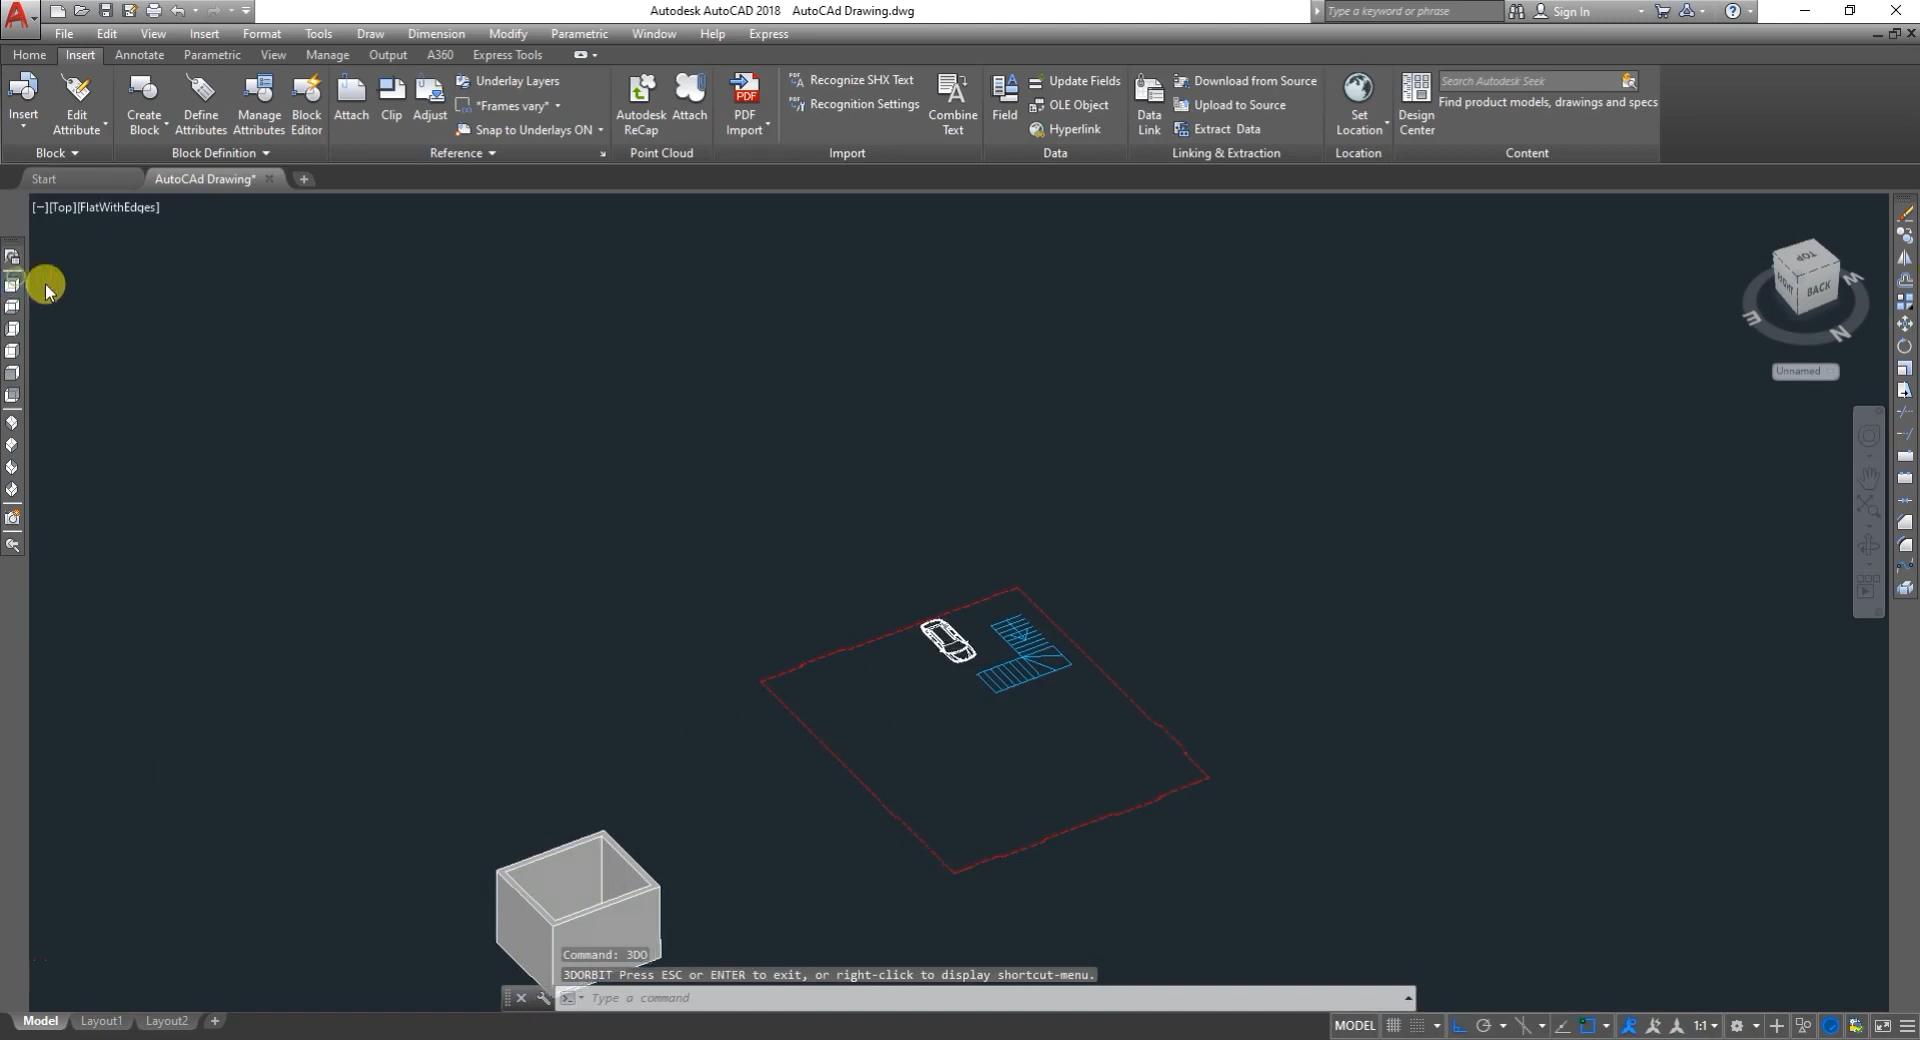 Autodesk AutoCAD 2018 AutoCAd Drawing.dwg
Type a keyword or phrase
Sign In
File Edit View Insert Format Tools Draw Dimension Modify Parametric Window Help Express
Home Insert Annotate Parametric View Manage Output A360 Express Tools
Insert
Edit
Attribute
Block
Create
Block
Define
Attributes
Manage
Attributes
Block
Editor
Block Definition
Attach
Clip
Adjust
Underlay Layers
*Frames vary*
Snap to Underlays ON
Reference
Autodesk
ReCap
Attach
Point Cloud
PDF
PDF
Import
Recognize SHX Text
Recognition Settings
Combine
Text
Import
Field
Update Fields
OLE Object
Hyperlink
Data
Data
Link
Download from Source
Upload to Source
Extract Data
Linking & Extraction
Set
Location
Location
Design
Center
Search Autodesk Seek
Find product models, drawings and specs
Content
Start
AutoCAd Drawing*
[−][Top][FlatWithEdges]
TOP
RIGHT
BACK
W
E
N
Unnamed
Command: 3DO
3DORBIT Press ESC or ENTER to exit, or right-click to display shortcut-menu.
Type a command
Model Layout1 Layout2
MODEL
1:1